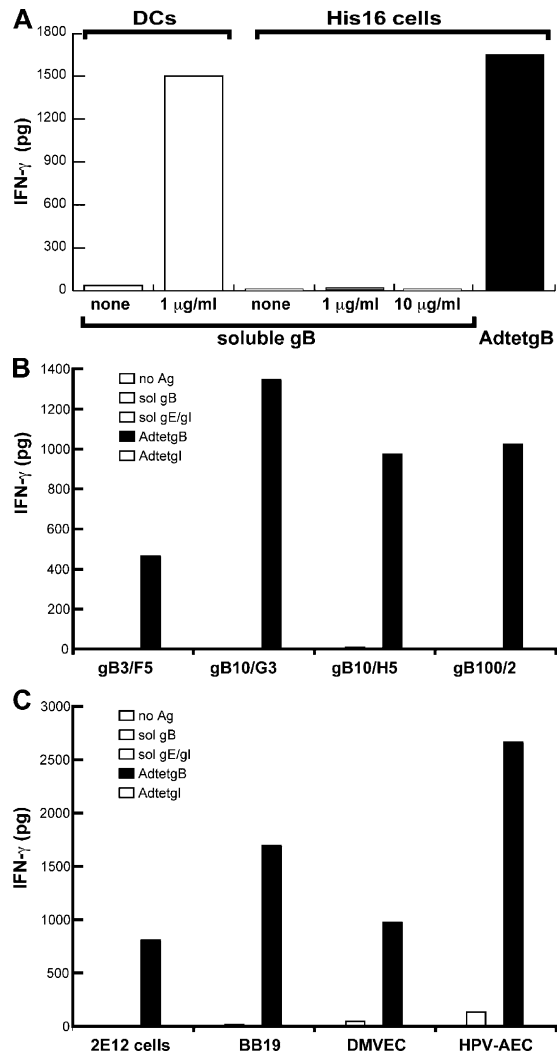 A
DCs
His16 cells
IFN-γ (pg)
1800
1500
1200
900
600
300
0
none
1 μg/ml
none
1 μg/ml
10 μg/ml
soluble gB
AdtetgB
B
IFN-γ (pg)
1400
1200
1000
800
600
400
200
0
no Ag
sol gB
sol gE/gI
AdtetgB
AdtetgI
gB3/F5
gB10/G3
gB10/H5
gB100/2
C
IFN-γ (pg)
3000
2500
2000
1500
1000
500
0
no Ag
sol gB
sol gE/gI
AdtetgB
AdtetgI
2E12 cells
BB19
DMVEC
HPV-AEC